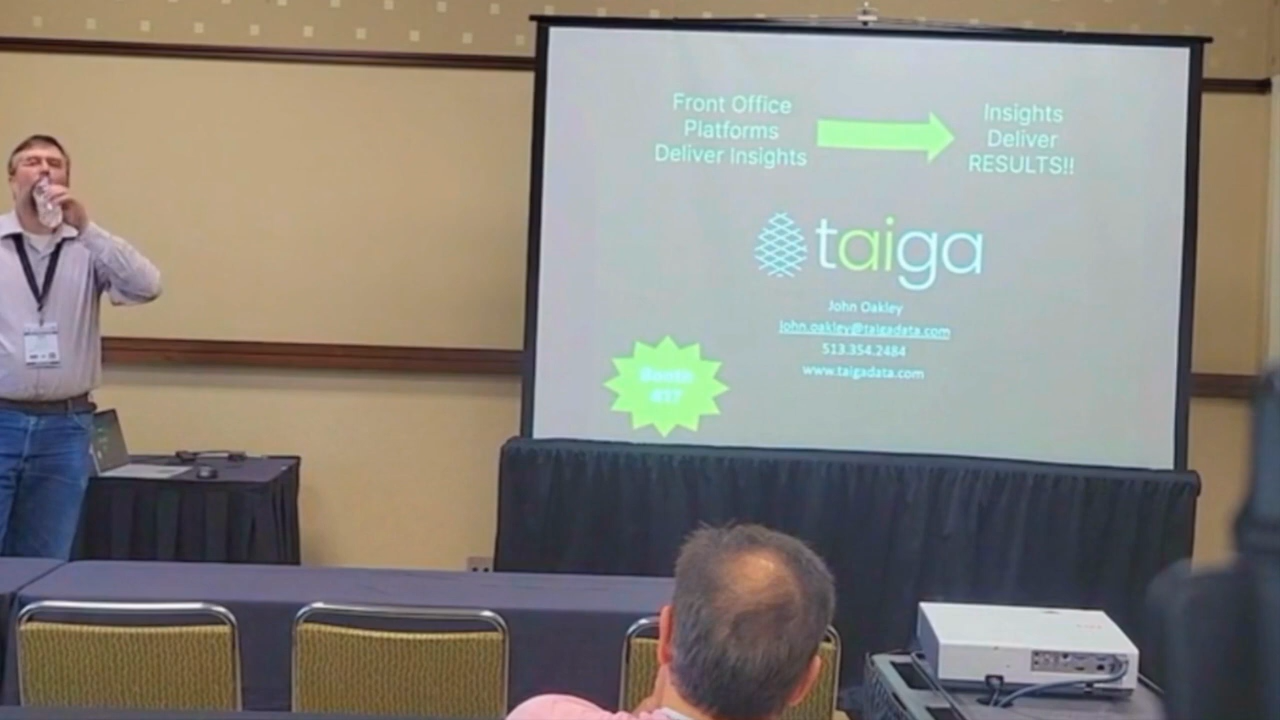 Front Office
Platforms
Deliver Insights
Insights
Deliver
RESULTS!!
taiga
John Oakley
John.oakley@taigadata.com
513.354.2484
www.taigadata.com
Booth